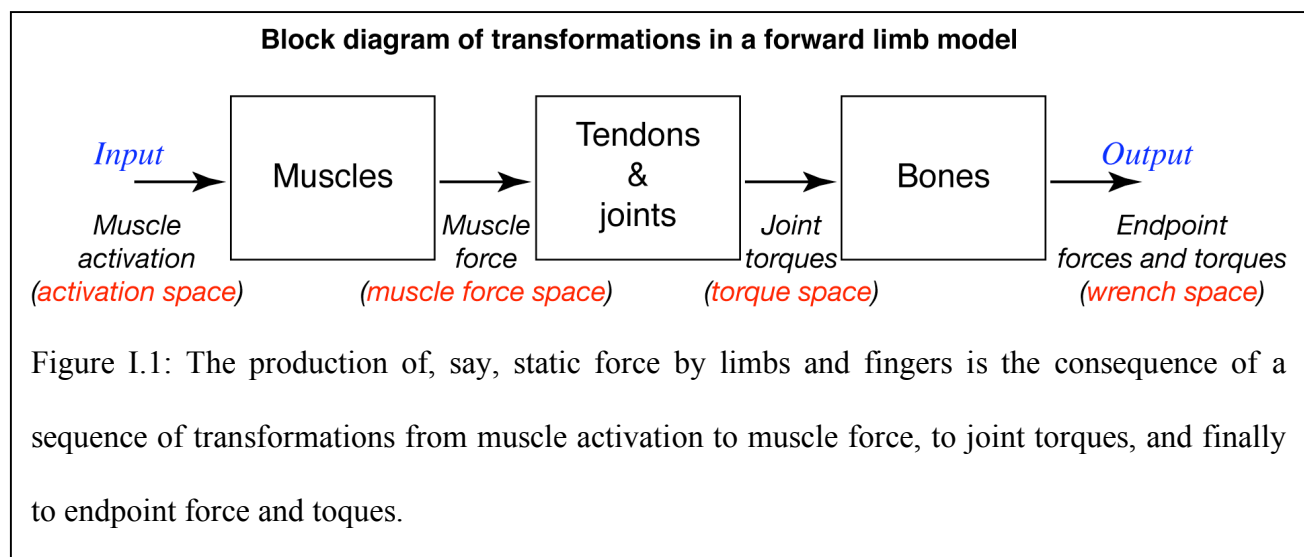 Block diagram of transformations in a forward limb model
Input
Muscles
Tendons
&
joints
Bones
Output
Muscle
activation
(activation space)
Muscle
force
(muscle force space)
Joint
torques
(torque space)
Endpoint
forces and torques
(wrench space)
Figure I.1: The production of, say, static force by limbs and fingers is the consequence of a
sequence of transformations from muscle activation to muscle force, to joint torques, and finally
to endpoint force and toques.